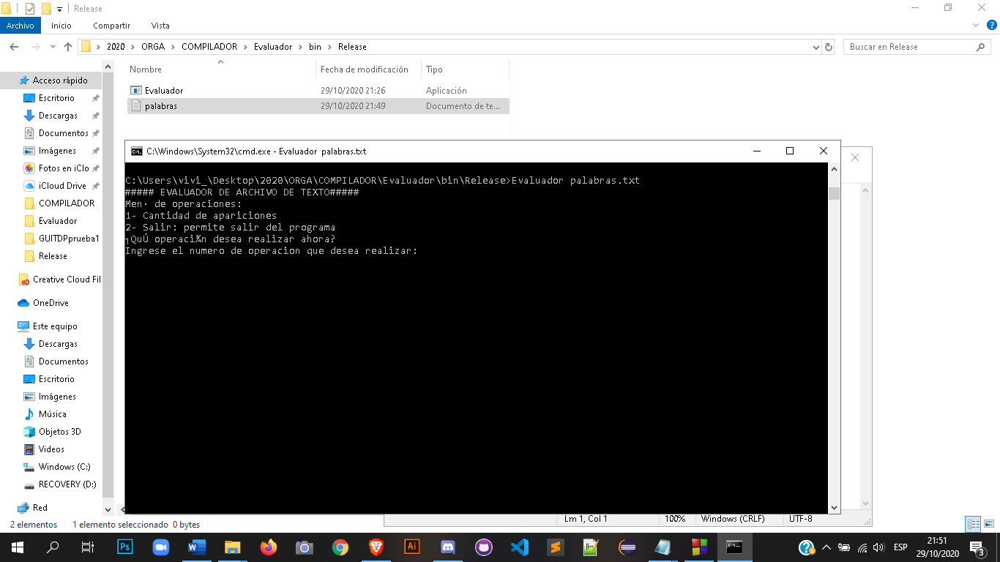 Release
Archivo
Inicio
Compartir
Vista
2020 > ORGA > COMPILADOR > Evaluador > bin > Release
Buscar en Release
Nombre
Fecha de modificación
Tipo
Evaluador
29/10/2020 21:26
Aplicación
palabras
29/10/2020 21:49
Documento de te...
Acceso rápido
Escritorio
Descargas
Documentos
Imágenes
Fotos en iClo
iCloud Drive
COMPILADOR
Evaluador
GUITDPprueba1
Release
Creative Cloud Fil
OneDrive
Este equipo
Descargas
Documentos
Escritorio
Imágenes
Música
Objetos 3D
Videos
Windows (C:)
RECOVERY (D:)
Red
C:\Windows\System32\cmd.exe - Evaluador palabras.txt
C:\Users\vivi_\Desktop\2020\ORGA\COMPILADOR\Evaluador\bin\Release>Evaluador palabras.txt
##### EVALUADOR DE ARCHIVO DE TEXTO#####
Men· de operaciones:
1- Cantidad de apariciones
2- Salir: permite salir del programa
┐QuÚ operaci¾n desea realizar ahora?
Ingrese el numero de operacion que desea realizar:
Lm 1, Col 1
100%
Windows (CRLF)
UTF-8
2 elementos
1 elemento seleccionado 0 bytes
Ps
W
Ai
ESP
21:51
29/10/2020
3